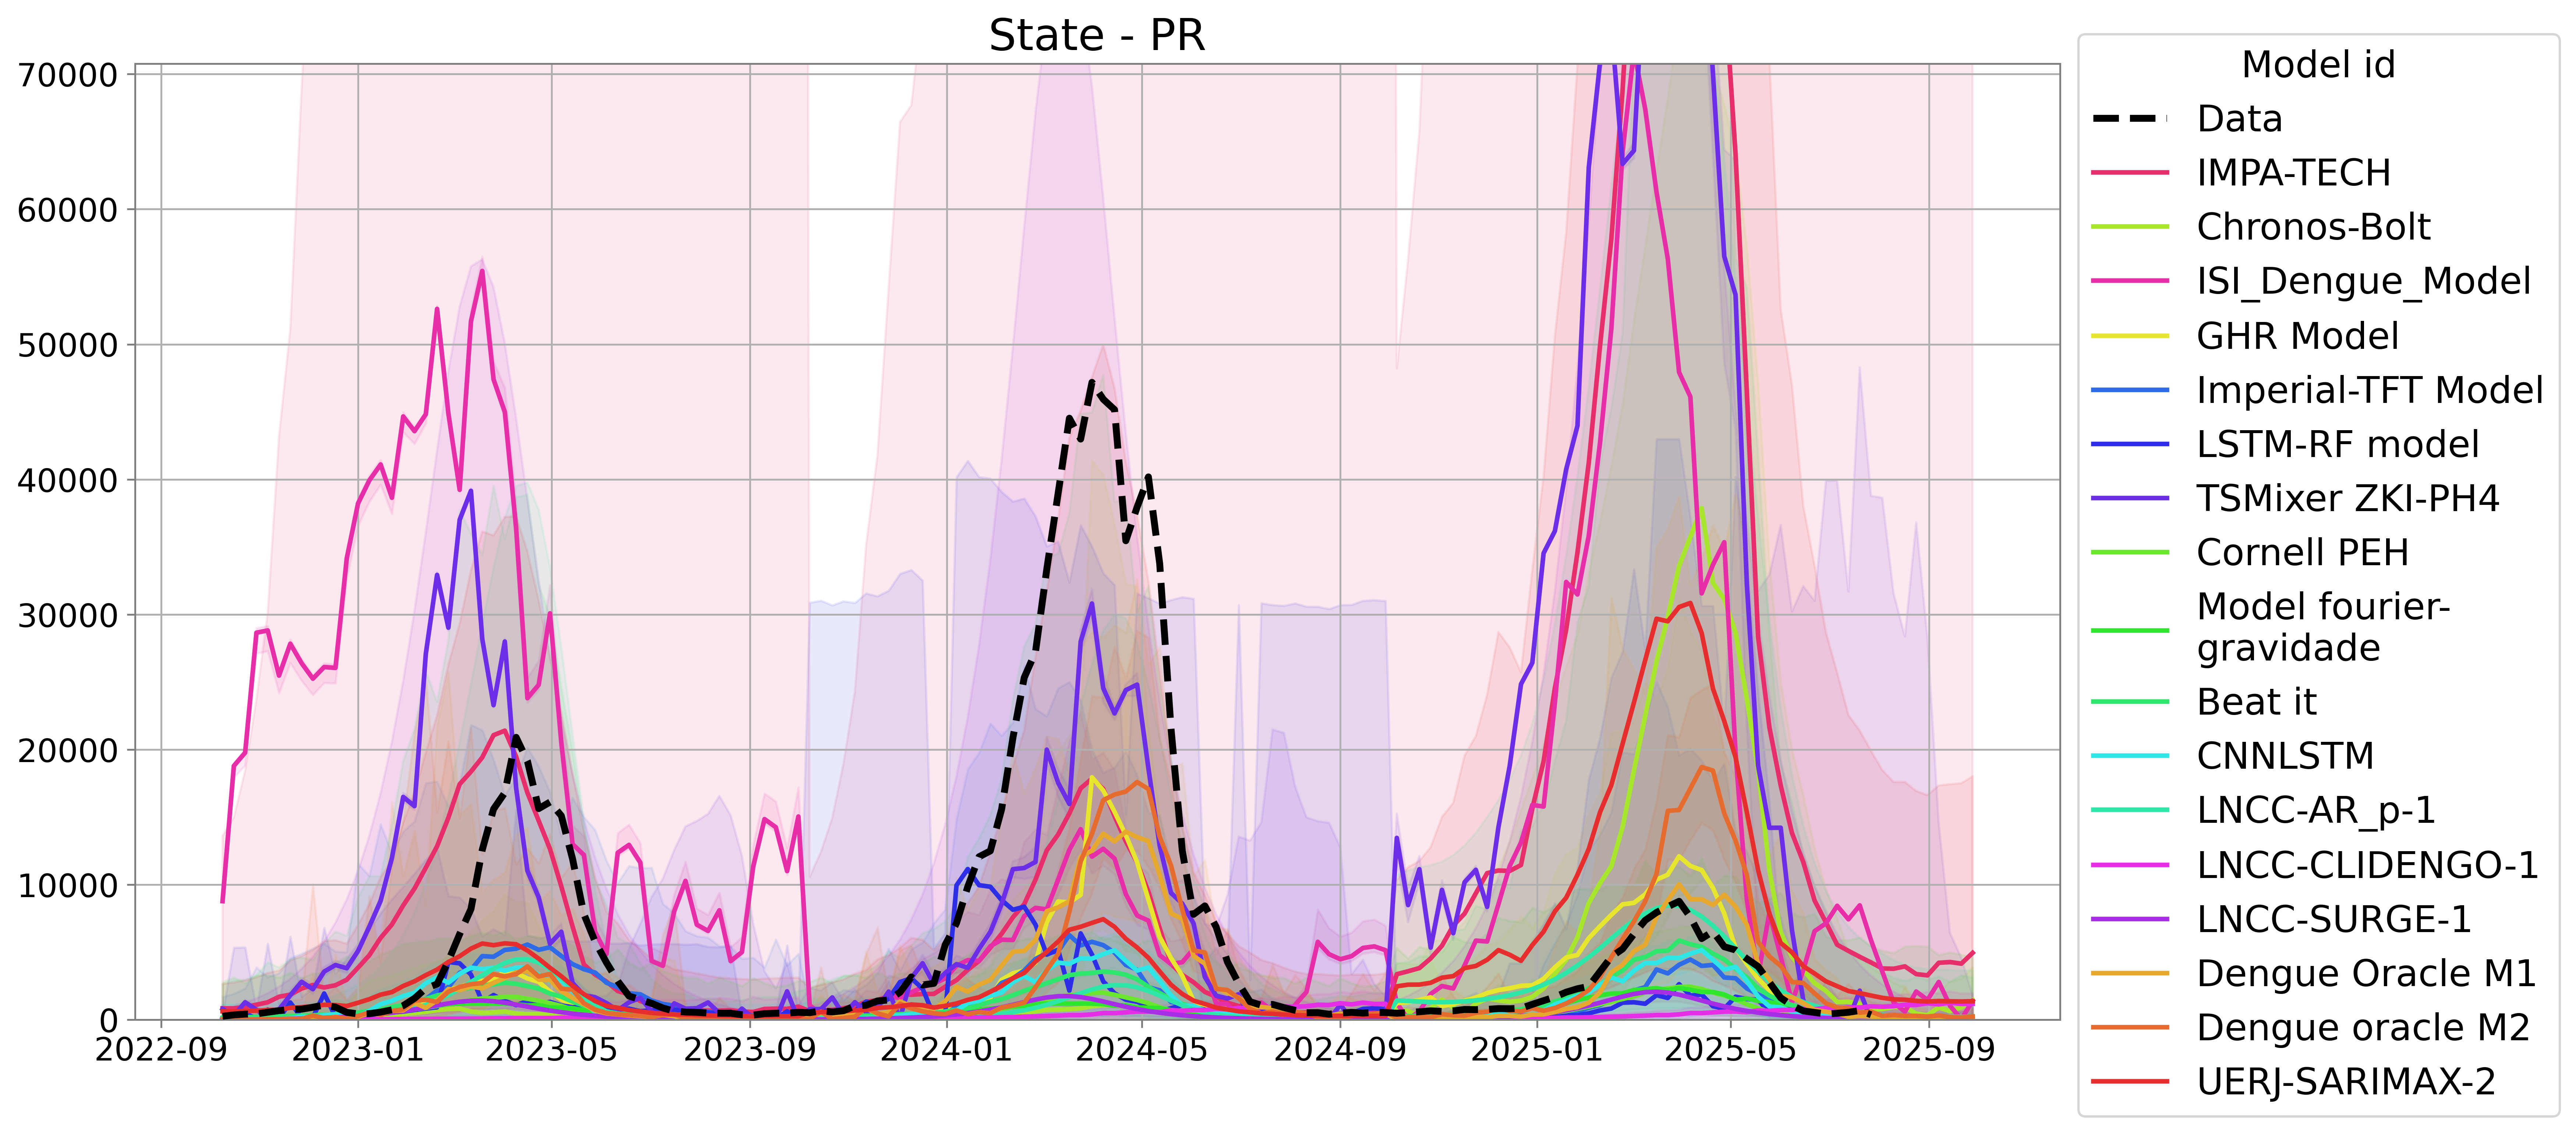 State - PR
70000
60000
50000
40000
30000
20000
10000
0
2022-09
2023-01
2023-05
2023-09
2024-01
2024-05
2024-09
2025-01
2025-05
2025-09
Model id
Data
IMPA-TECH
Chronos-Bolt
ISI_Dengue_Model
GHR Model
Imperial-TFT Model
LSTM-RF model
TSMixer ZKI-PH4
Cornell PEH
Model fourier-
gravidade
Beat it
CNNLSTM
LNCC-AR_p-1
LNCC-CLIDENGO-1
LNCC-SURGE-1
Dengue Oracle M1
Dengue oracle M2
UERJ-SARIMAX-2